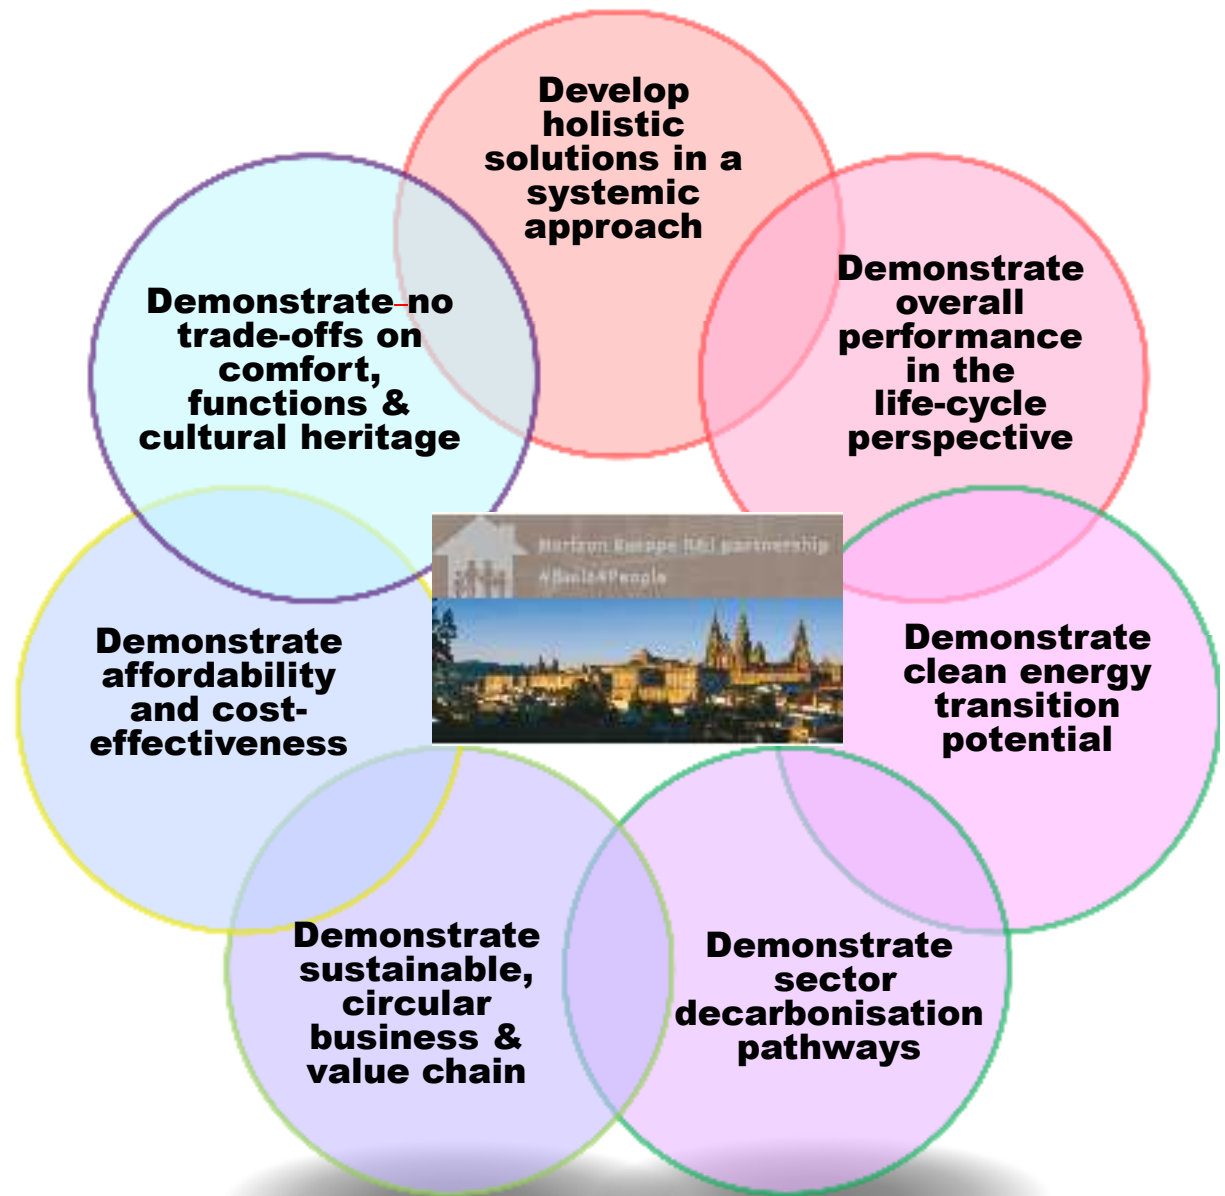 Develop
holistic
solutions in a
systemic
approach
Demonstrate
overall
performance
in the
life-cycle
perspective
Demonstrate
clean energy
transition
potential
Demonstrate
sector
decarbonisation
pathways
Demonstrate
sustainable,
circular
business &
value chain
Demonstrate
affordability
and cost-
effectiveness
Demonstrate no
trade-offs on
comfort,
functions &
cultural heritage
Horizon Europe R&I partnership
#Built4People